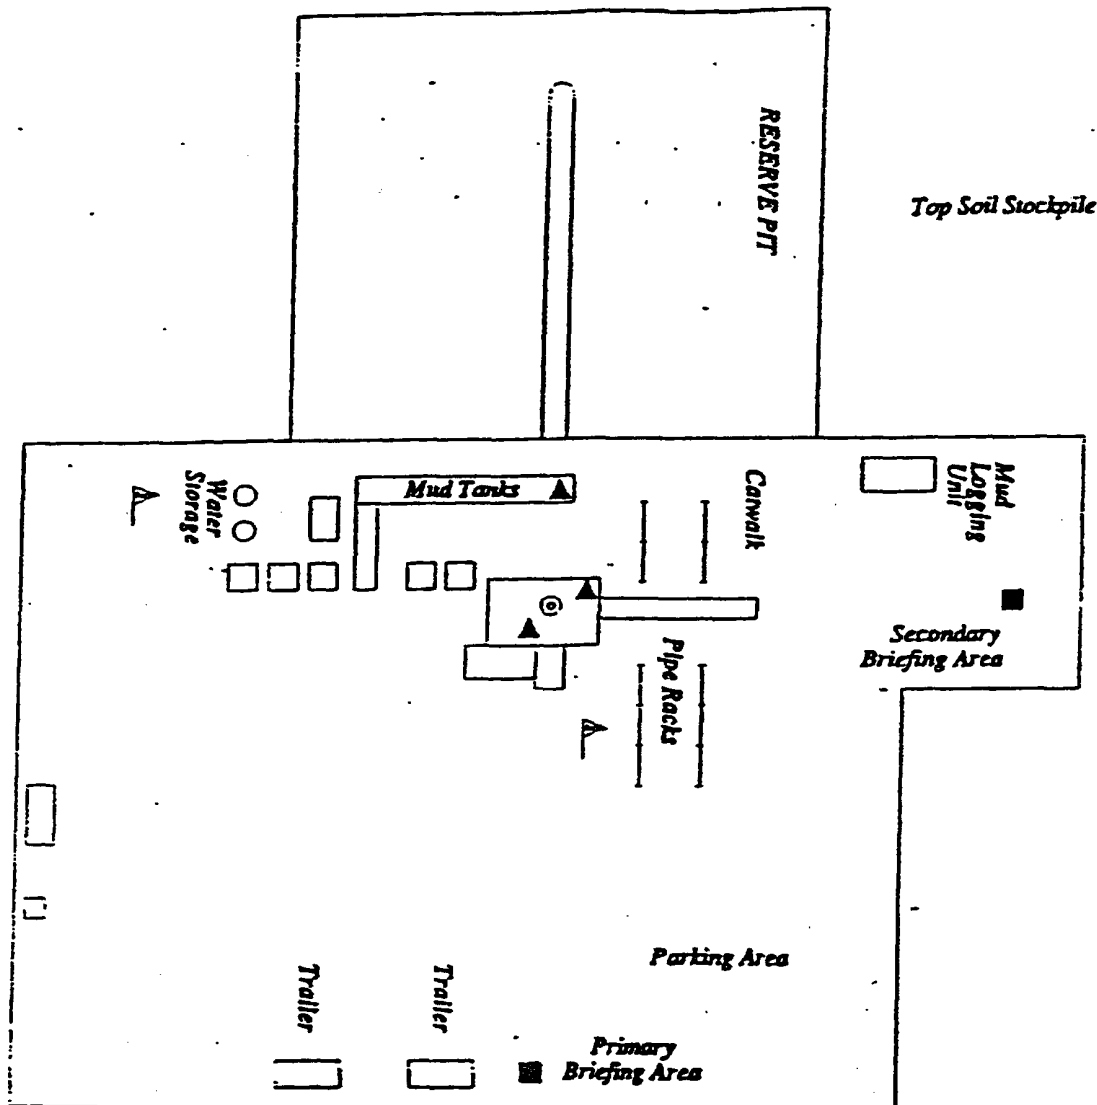 RESERVE PIT
Top Soil Stockpile
Water
Storage
Mud Tanks
Catwalk
Mud
Logging
Unit
Secondary
Briefing Area
Pipe Racks
Parking Area
Trailer
Trailer
Primary
Briefing Area